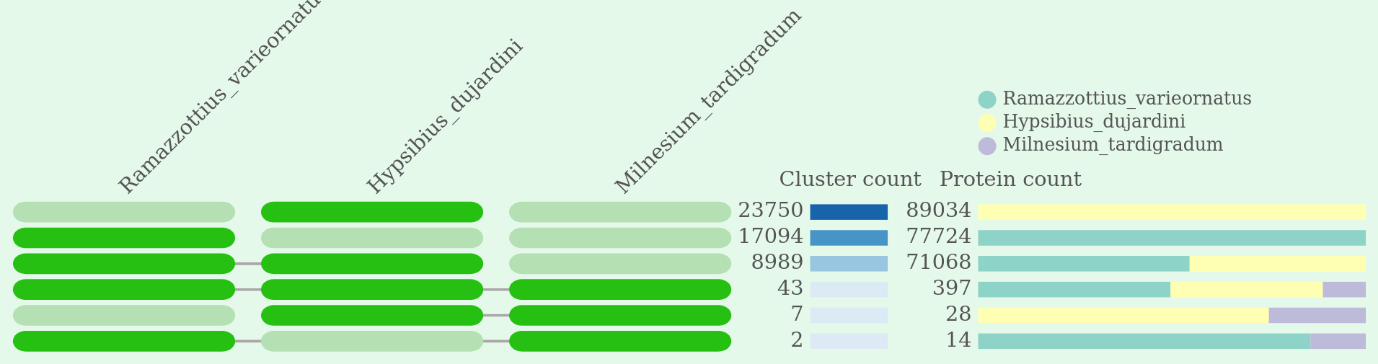 Ramazzottius_varieornatu
Hypsibius_dujardini
Milnesium_tardigradum
Ramazzottius_varieornatus
Hypsibius_dujardini
Milnesium_tardigradum
Cluster count Protein count
23750 89034
17094 77724
8989 71068
43 397
7 28
2 14